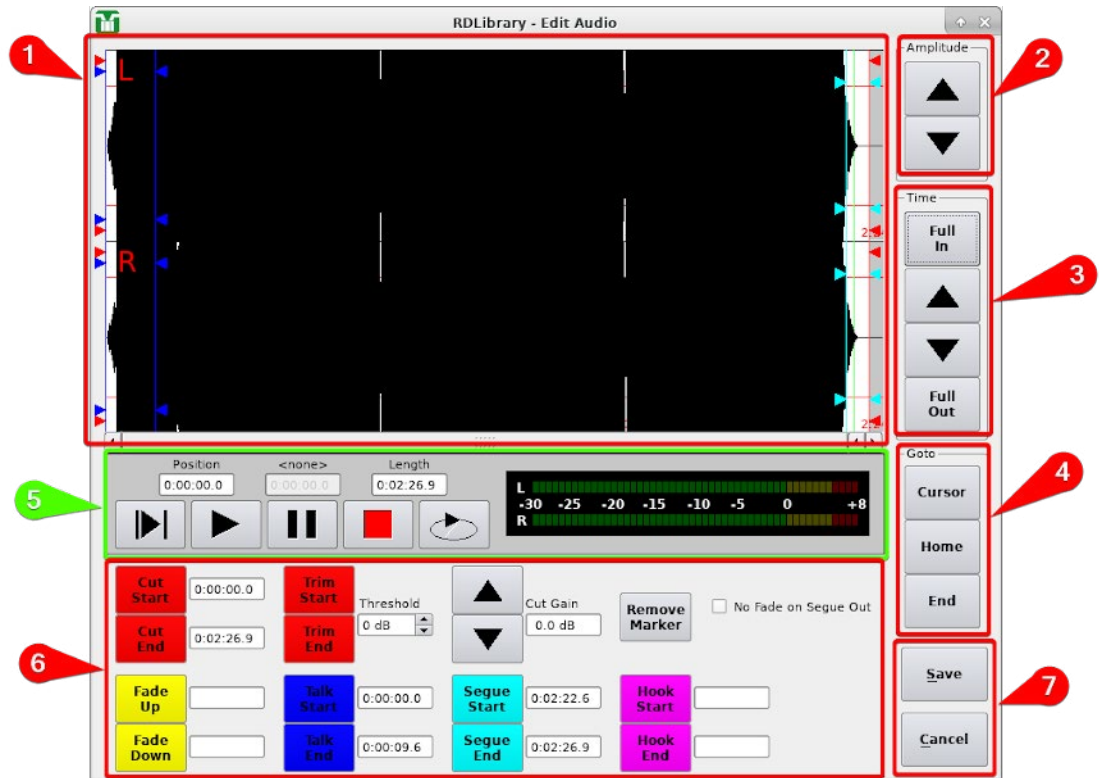 RDLibrary - Edit Audio
1
L
R
2
Amplitude
3
Time
Full In
Full Out
4
Goto
Cursor
Home
End
5
Position
<none>
Length
0:00:00.0
0:00:00.0
0:02:26.9
L
-30 -25 -20 -15 -10 -5 0 +8
R
6
Cut Start
0:00:00.0
Trim Start
Threshold
0 dB
Cut Gain
0.0 dB
Remove Marker
No Fade on Segue Out
Cut End
0:02:26.9
Trim End
Fade Up
Talk Start
0:00:00.0
Segue Start
0:02:22.6
Hook Start
Fade Down
Talk End
0:00:09.6
Segue End
0:02:26.9
Hook End
7
Save
Cancel